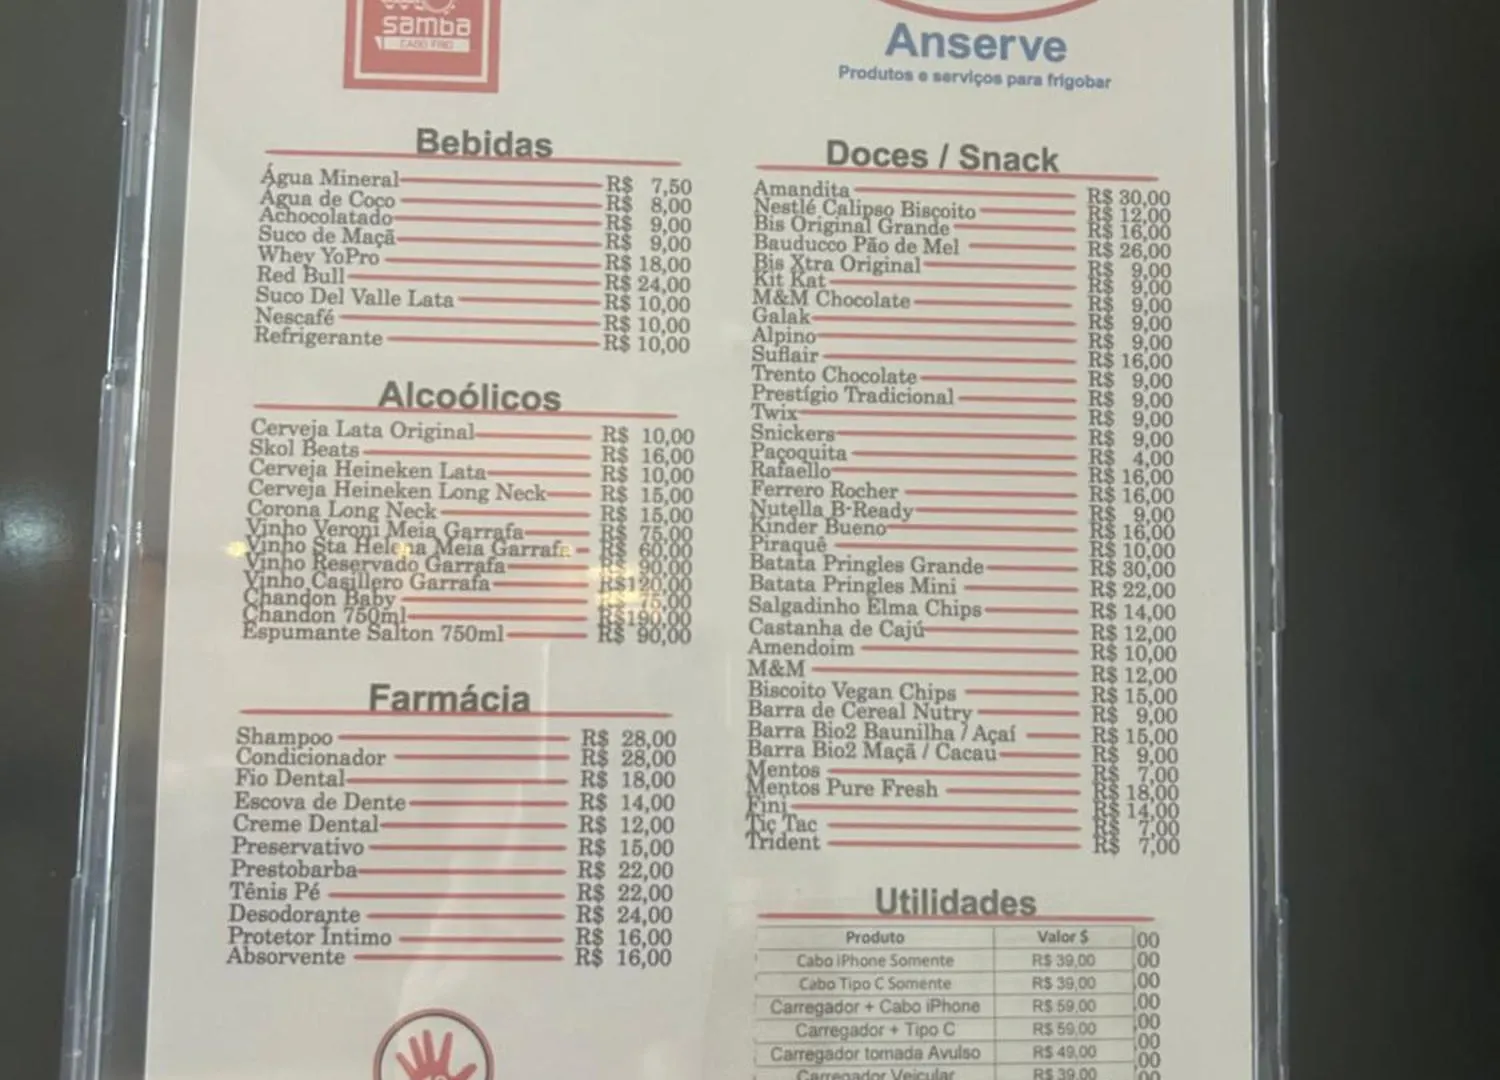 samba
CABO FRIO
Anserve
Produtos e serviços para frigobar
Bebidas
Água Mineral R$ 7,50
Água de Coco R$ 8,00
Achocolatado R$ 9,00
Suco de Maçã R$ 9,00
Whey YoPro R$ 18,00
Red Bull R$ 24,00
Suco Del Valle Lata R$ 10,00
Nescafé R$ 10,00
Refrigerante R$ 10,00
Alcoólicos
Cerveja Lata Original R$ 10,00
Skol Beats R$ 16,00
Cerveja Heineken Lata R$ 10,00
Cerveja Heineken Long Neck R$ 15,00
Corona Long Neck R$ 15,00
Vinho Veroni Meia Garrafa R$ 75,00
Vinho Sta Helena Meia Garrafa R$ 60,00
Vinho Reservado Garrafa R$ 90,00
Vinho Casillero Garrafa R$120,00
Chandon Baby 75,00
Chandon 750ml R$190,00
Espumante Salton 750ml R$ 90,00
Farmácia
Shampoo R$ 28,00
Condicionador R$ 28,00
Fio Dental R$ 18,00
Escova de Dente R$ 14,00
Creme Dental R$ 12,00
Preservativo R$ 15,00
Prestobarba R$ 22,00
Tênis Pé R$ 22,00
Desodorante R$ 24,00
Protetor Íntimo R$ 16,00
Absorvente R$ 16,00
Doces / Snack
Amandita R$ 30,00
Nestlé Calipso Biscoito R$ 12,00
Bis Original Grande R$ 16,00
Bauducco Pão de Mel R$ 26,00
Bis Xtra Original R$ 9,00
Kit Kat R$ 9,00
M&M Chocolate R$ 9,00
Galak R$ 9,00
Alpino R$ 9,00
Suflair R$ 16,00
Trento Chocolate R$ 9,00
Prestígio Tradicional R$ 9,00
Twix R$ 9,00
Snickers R$ 9,00
Paçoquita R$ 4,00
Rafaello R$ 16,00
Ferrero Rocher R$ 16,00
Nutella B-Ready R$ 9,00
Kinder Bueno R$ 16,00
Piraquê R$ 10,00
Batata Pringles Grande R$ 30,00
Batata Pringles Mini R$ 22,00
Salgadinho Elma Chips R$ 14,00
Castanha de Cajú R$ 12,00
Amendoim R$ 10,00
M&M R$ 12,00
Biscoito Vegan Chips R$ 15,00
Barra de Cereal Nutry R$ 9,00
Barra Bio2 Baunilha / Açaí R$ 15,00
Barra Bio2 Maçã / Cacau R$ 9,00
Mentos R$ 7,00
Mentos Pure Fresh R$ 18,00
Fini R$ 14,00
Tic Tac R$ 7,00
Trident R$ 7,00
Utilidades
Produto Valor $ 00
Cabo iPhone Somente R$ 39,00 00
Cabo Tipo C Somente R$ 39,00 ,00
Carregador + Cabo iPhone R$ 59,00 ,00
Carregador + Tipo C R$ 59,00 ,00
Carregador tomada Avulso R$ 49,00 00
Carregador Veicular R$ 39,00 00